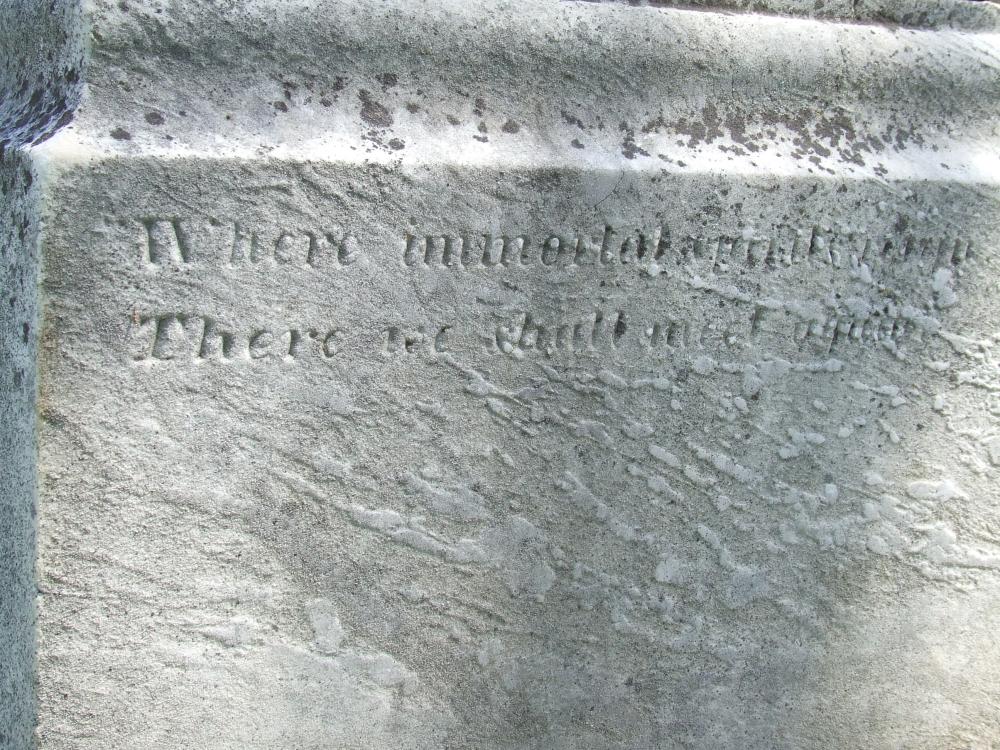 Where immortal spirits reign
There we shall meet again